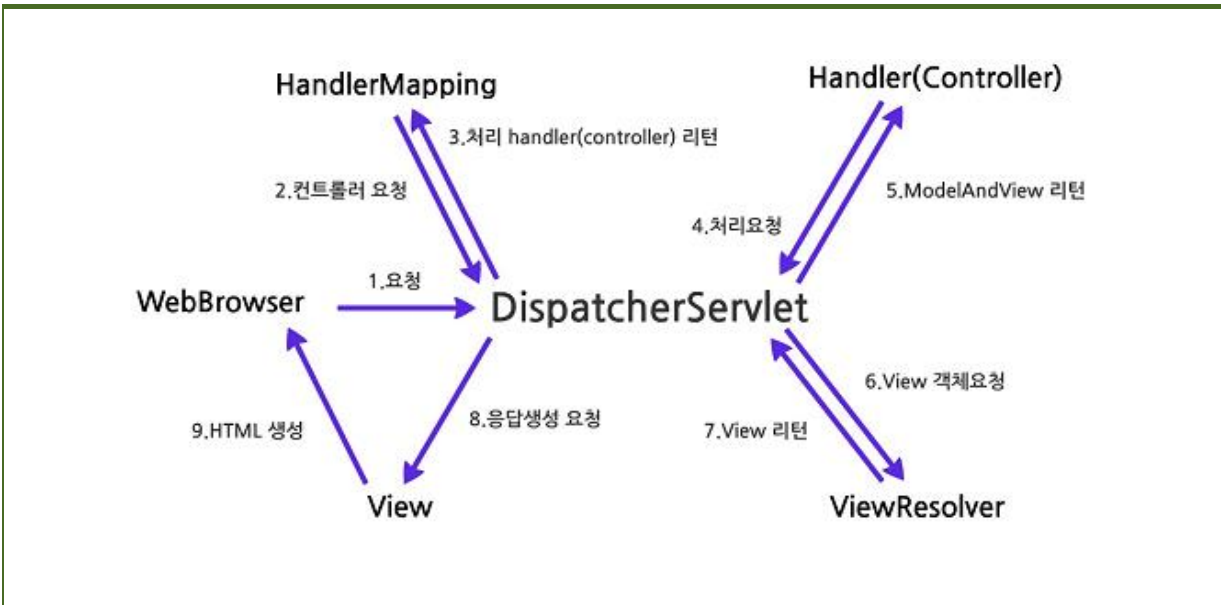 HandlerMapping
Handler(Controller)
3.처리 handler(controller) 리턴
2.컨트롤러 요청
5.ModelAndView 리턴
4.처리요청
1.요청
WebBrowser
DispatcherServlet
6.View 객체요청
8.응답생성 요청
9.HTML 생성
7.View 리턴
View
ViewResolver